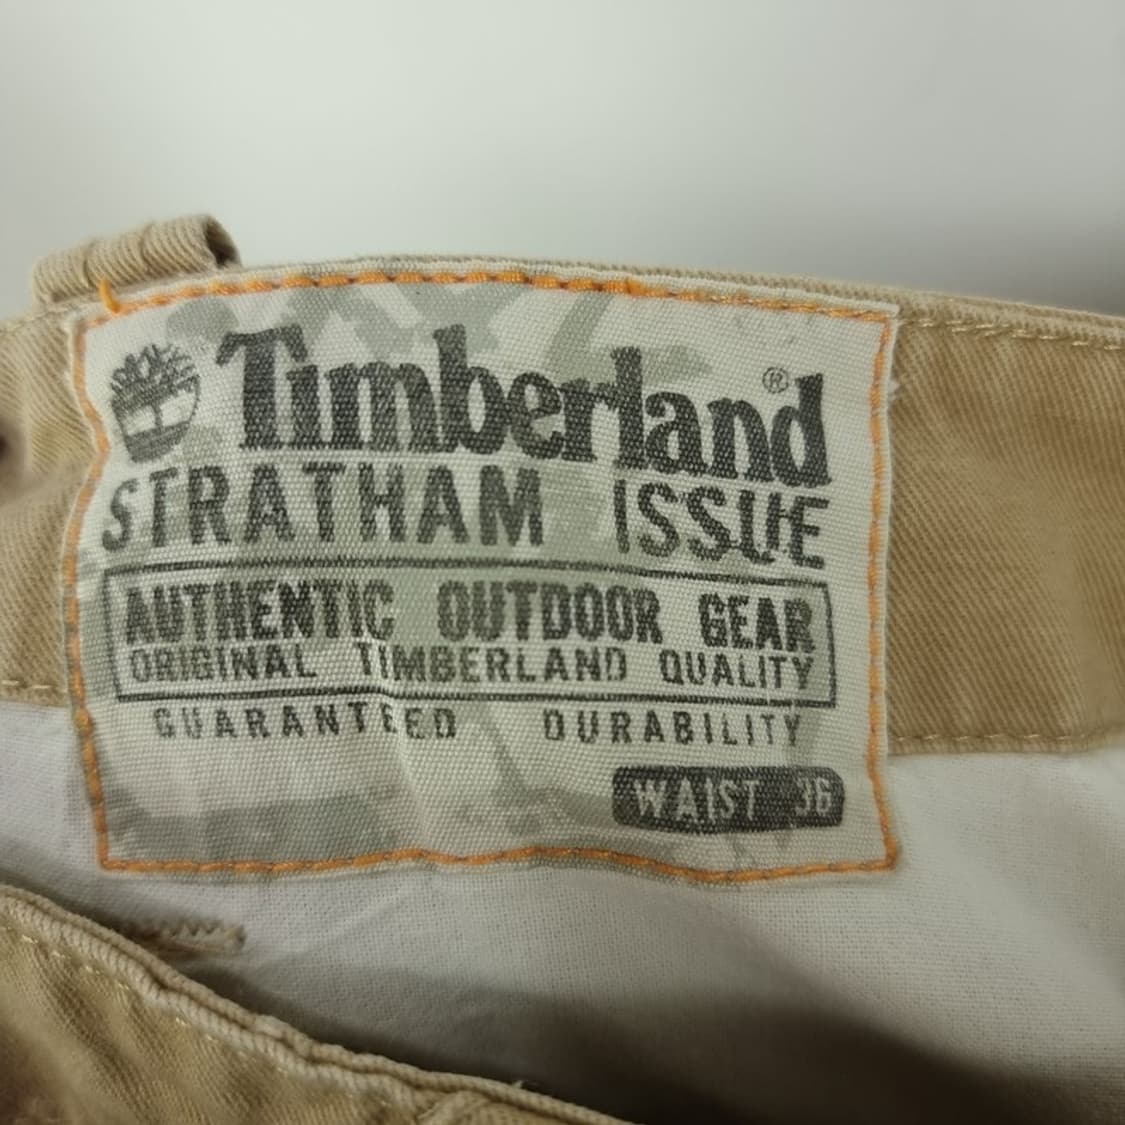 Timberland®
STRATHAM ISSUE
AUTHENTIC OUTDOOR GEAR
ORIGINAL TIMBERLAND QUALITY
GUARANTEED DURABILITY
WAIST 36